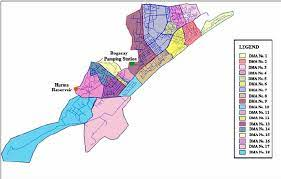 Bogacay
Pumping Station
Hurma
Reservoir
LEGEND
DMA No. 1
DMA No. 2
DMA No. 3
DMA No. 4
DMA No. 5
DMA No. 6
DMA No. 7
DMA No. 8
DMA No. 9
DMA No. 10
DMA No. 11
DMA No. 12
DMA No. 13
DMA No. 14
DMA No. 15
DMA No. 16
DMA No. 17
DMA No. 18